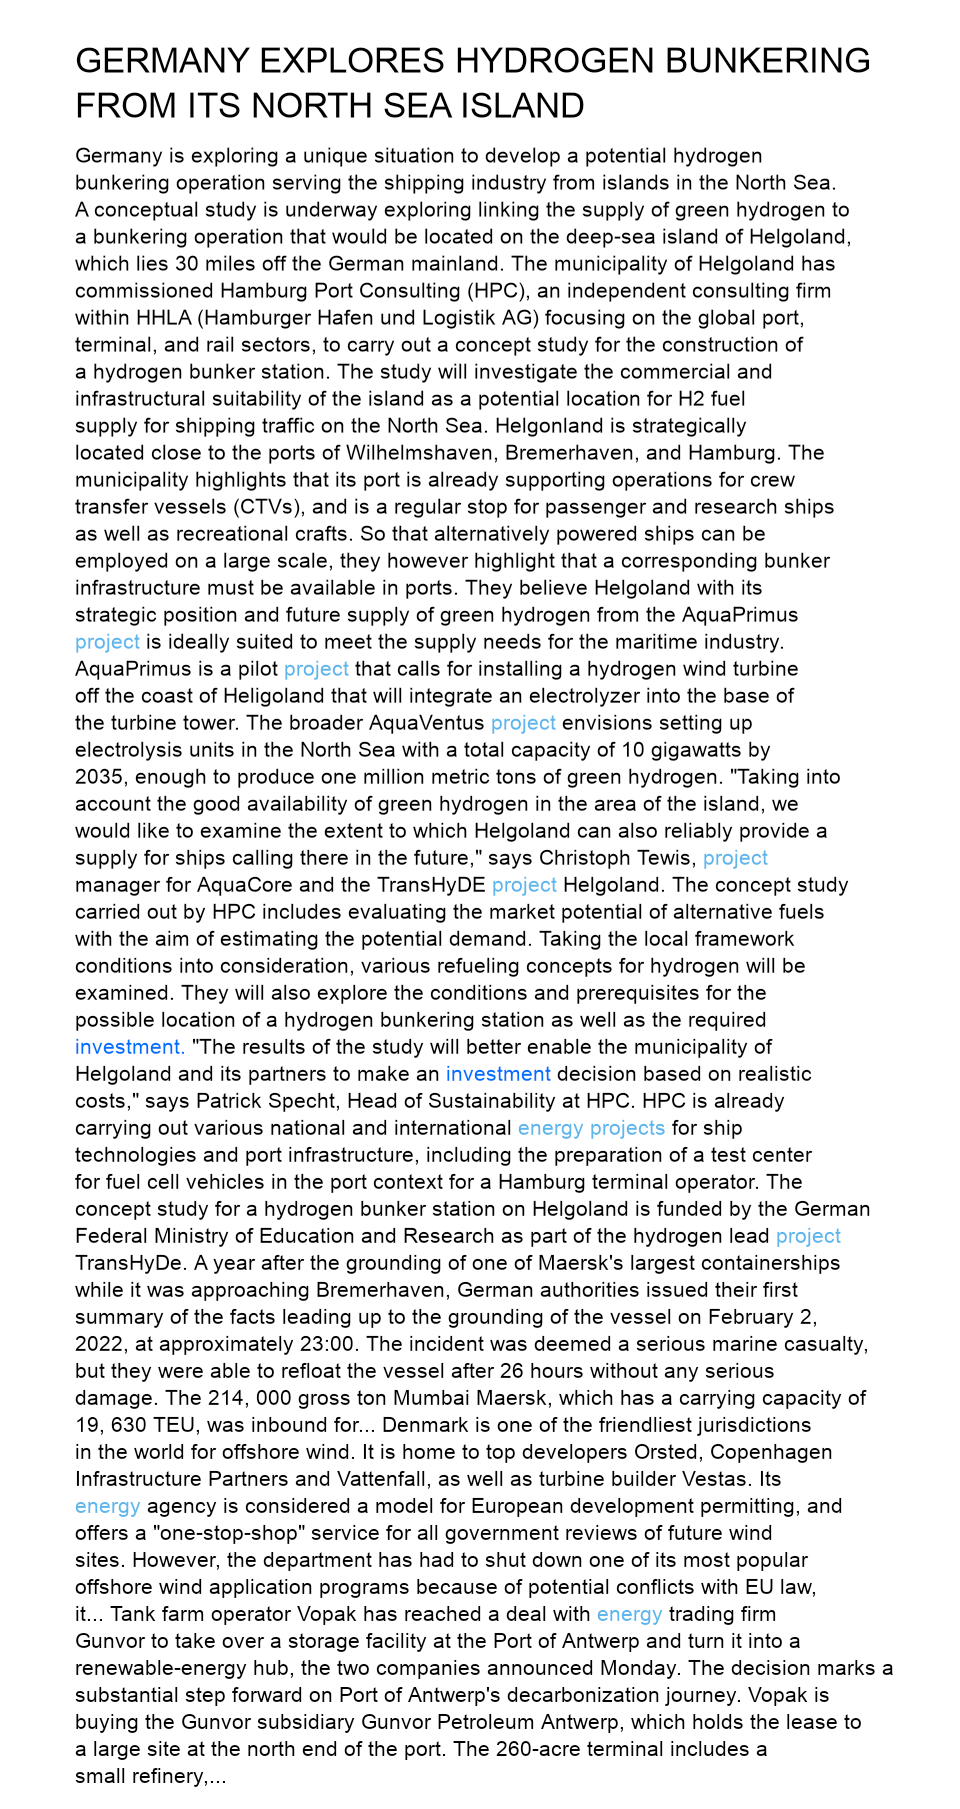 GERMANY EXPLORES HYDROGEN BUNKERING
FROM ITS NORTH SEA ISLAND
Germany is exploring a unique situation to develop a potential hydrogen
bunkering operation serving the shipping industry from islands in the North Sea.
A conceptual study is underway exploring linking the supply of green hydrogen to
a bunkering operation that would be located on the deep-sea island of Helgoland,
which lies 30 miles off the German mainland. The municipality of Helgoland has
commissioned Hamburg Port Consulting (HPC), an independent consulting firm
within HHLA (Hamburger Hafen und Logistik AG) focusing on the global port,
terminal, and rail sectors, to carry out a concept study for the construction of
a hydrogen bunker station. The study will investigate the commercial and
infrastructural suitability of the island as a potential location for H2 fuel
supply for shipping traffic on the North Sea. Helgonland is strategically
located close to the ports of Wilhelmshaven, Bremerhaven, and Hamburg. The
municipality highlights that its port is already supporting operations for crew
transfer vessels (CTVs), and is a regular stop for passenger and research ships
as well as recreational crafts. So that alternatively powered ships can be
employed on a large scale, they however highlight that a corresponding bunker
infrastructure must be available in ports. They believe Helgoland with its
strategic position and future supply of green hydrogen from the AquaPrimus
project is ideally suited to meet the supply needs for the maritime industry.
AquaPrimus is a pilot project that calls for installing a hydrogen wind turbine
off the coast of Heligoland that will integrate an electrolyzer into the base of
the turbine tower. The broader AquaVentus project envisions setting up
electrolysis units in the North Sea with a total capacity of 10 gigawatts by
2035, enough to produce one million metric tons of green hydrogen. "Taking into
account the good availability of green hydrogen in the area of the island, we
would like to examine the extent to which Helgoland can also reliably provide a
supply for ships calling there in the future," says Christoph Tewis, project
manager for AquaCore and the TransHyDE project Helgoland. The concept study
carried out by HPC includes evaluating the market potential of alternative fuels
with the aim of estimating the potential demand. Taking the local framework
conditions into consideration, various refueling concepts for hydrogen will be
examined. They will also explore the conditions and prerequisites for the
possible location of a hydrogen bunkering station as well as the required
investment. "The results of the study will better enable the municipality of
Helgoland and its partners to make an investment decision based on realistic
costs," says Patrick Specht, Head of Sustainability at HPC. HPC is already
carrying out various national and international energy projects for ship
technologies and port infrastructure, including the preparation of a test center
for fuel cell vehicles in the port context for a Hamburg terminal operator. The
concept study for a hydrogen bunker station on Helgoland is funded by the German
Federal Ministry of Education and Research as part of the hydrogen lead project
TransHyDe. A year after the grounding of one of Maersk's largest containerships
while it was approaching Bremerhaven, German authorities issued their first
summary of the facts leading up to the grounding of the vessel on February 2,
2022, at approximately 23:00. The incident was deemed a serious marine casualty,
but they were able to refloat the vessel after 26 hours without any serious
damage. The 214, 000 gross ton Mumbai Maersk, which has a carrying capacity of
19, 630 TEU, was inbound for... Denmark is one of the friendliest jurisdictions
in the world for offshore wind. It is home to top developers Orsted, Copenhagen
Infrastructure Partners and Vattenfall, as well as turbine builder Vestas. Its
energy agency is considered a model for European development permitting, and
offers a "one-stop-shop" service for all government reviews of future wind
sites. However, the department has had to shut down one of its most popular
offshore wind application programs because of potential conflicts with EU law,
it... Tank farm operator Vopak has reached a deal with energy trading firm
Gunvor to take over a storage facility at the Port of Antwerp and turn it into a
renewable-energy hub, the two companies announced Monday. The decision marks a
substantial step forward on Port of Antwerp's decarbonization journey. Vopak is
buying the Gunvor subsidiary Gunvor Petroleum Antwerp, which holds the lease to
a large site at the north end of the port. The 260-acre terminal includes a
small refinery,...